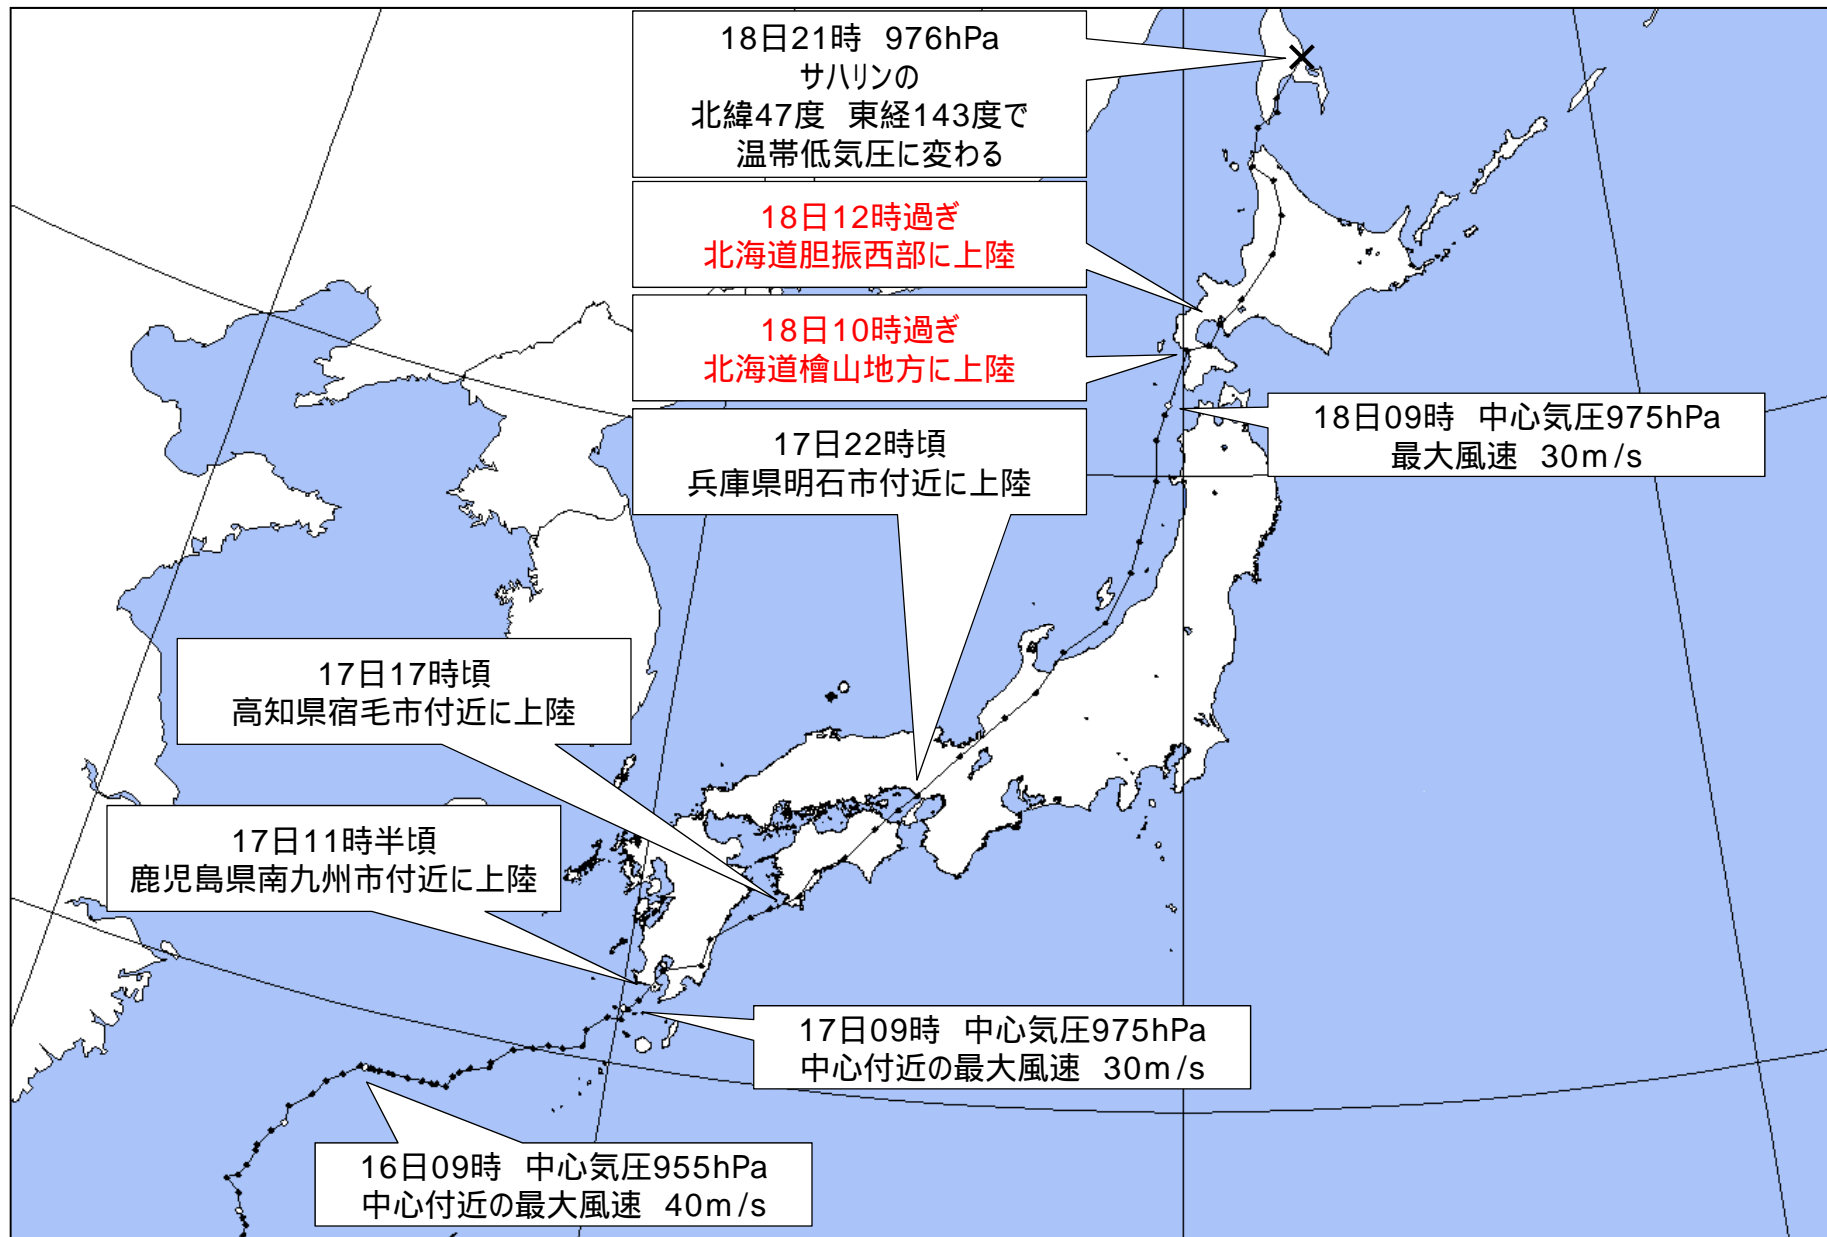 18日21時 976hPa
サハリンの
北緯47度 東経143度で
温帯低気圧に変わる
18日12時過ぎ
北海道胆振西部に上陸
18日10時過ぎ
北海道檜山地方に上陸
18日09時 中心気圧975hPa
最大風速 30m/s
17日22時頃
兵庫県明石市付近に上陸
17日17時頃
高知県宿毛市付近に上陸
17日11時半頃
鹿児島県南九州市付近に上陸
17日09時 中心気圧975hPa
中心付近の最大風速 30m/s
16日09時 中心気圧955hPa
中心付近の最大風速 40m/s